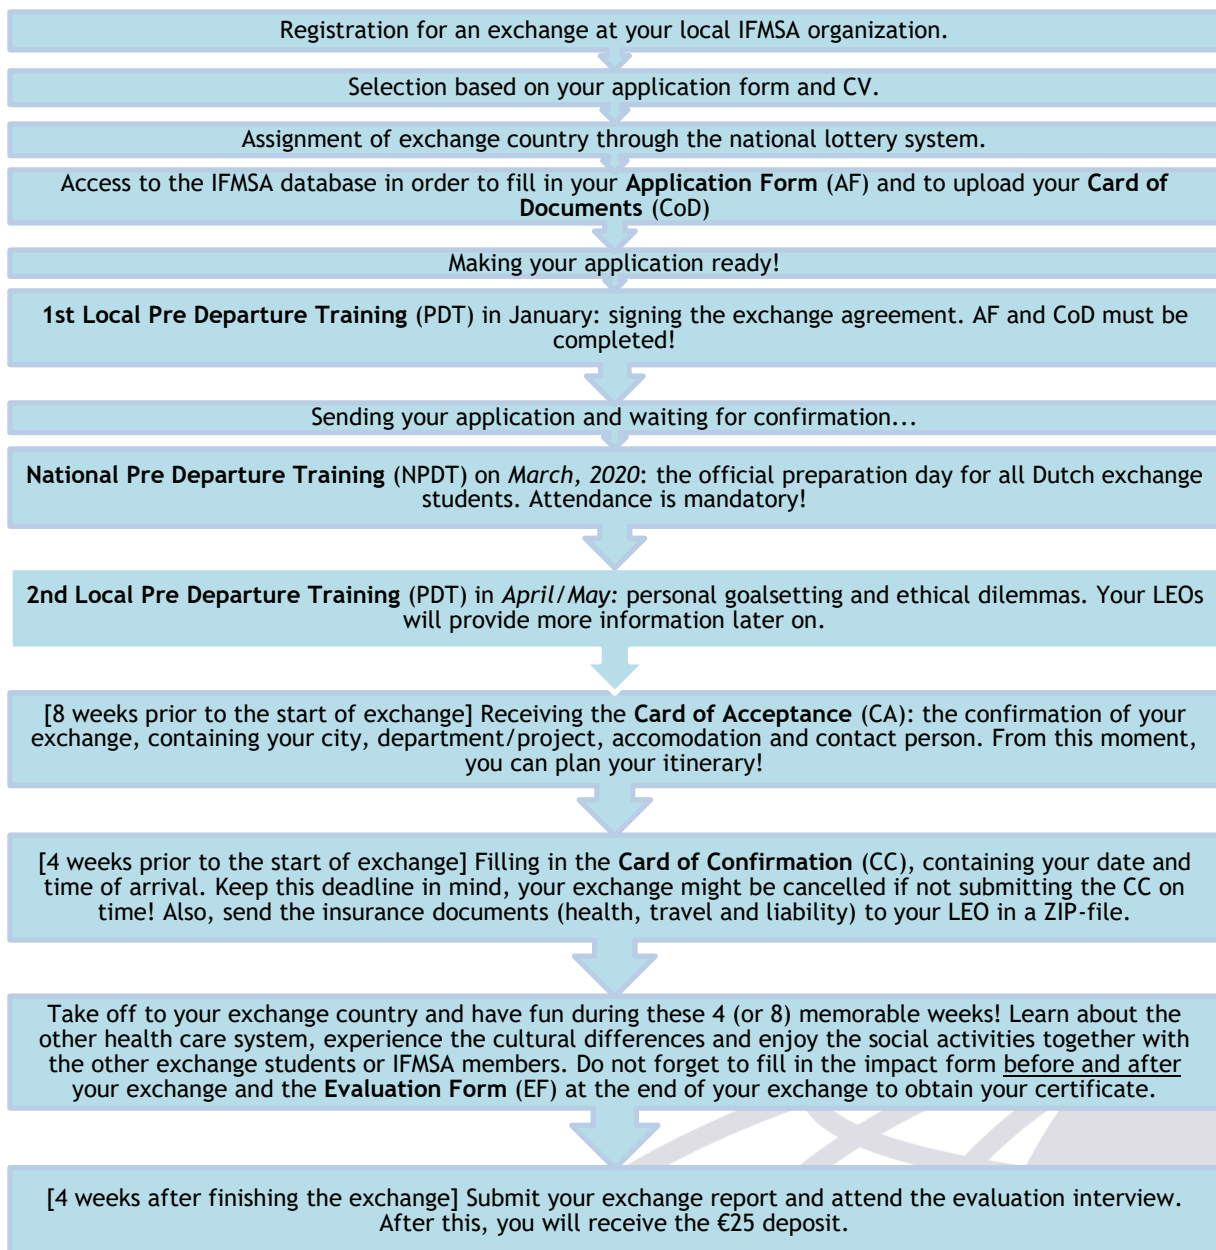 Registration for an exchange at your local IFMSA organization.
Selection based on your application form and CV.
Assignment of exchange country through the national lottery system.
Access to the IFMSA database in order to fill in your Application Form (AF) and to upload your Card of
Documents (CoD)
Making your application ready!
1st Local Pre Departure Training (PDT) in January: signing the exchange agreement. AF and CoD must be
completed!
Sending your application and waiting for confirmation...
National Pre Departure Training (NPDT) on March, 2020: the official preparation day for all Dutch exchange
students. Attendance is mandatory!
2nd Local Pre Departure Training (PDT) in April/May: personal goalsetting and ethical dilemmas. Your LEOs
will provide more information later on.
[8 weeks prior to the start of exchange] Receiving the Card of Acceptance (CA): the confirmation of your
exchange, containing your city, department/project, accomodation and contact person. From this moment,
you can plan your itinerary!
[4 weeks prior to the start of exchange] Filling in the Card of Confirmation (CC), containing your date and
time of arrival. Keep this deadline in mind, your exchange might be cancelled if not submitting the CC on
time! Also, send the insurance documents (health, travel and liability) to your LEO in a ZIP-file.
Take off to your exchange country and have fun during these 4 (or 8) memorable weeks! Learn about the
other health care system, experience the cultural differences and enjoy the social activities together with
the other exchange students or IFMSA members. Do not forget to fill in the impact form before and after
your exchange and the Evaluation Form (EF) at the end of your exchange to obtain your certificate.
[4 weeks after finishing the exchange] Submit your exchange report and attend the evaluation interview.
After this, you will receive the €25 deposit.